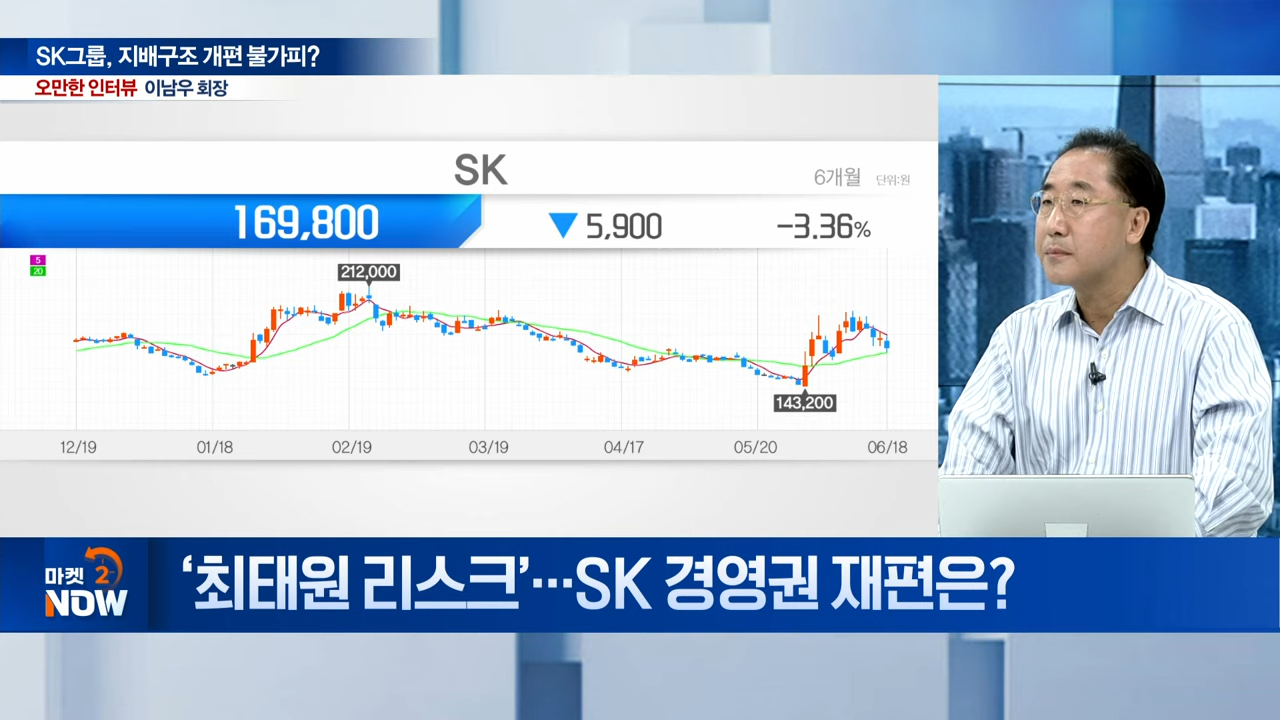 SK그룹, 지배구조 개편 불가피?
오만한 인터뷰 이남우 회장
SK
6개월 단위:원
169,800 ▼ 5,900 -3.36%
5
20
212,000
143,200
12/19 01/18 02/19 03/19 04/17 05/20 06/18
마켓 2
NOW
‘최태원 리스크’…SK 경영권 재편은?